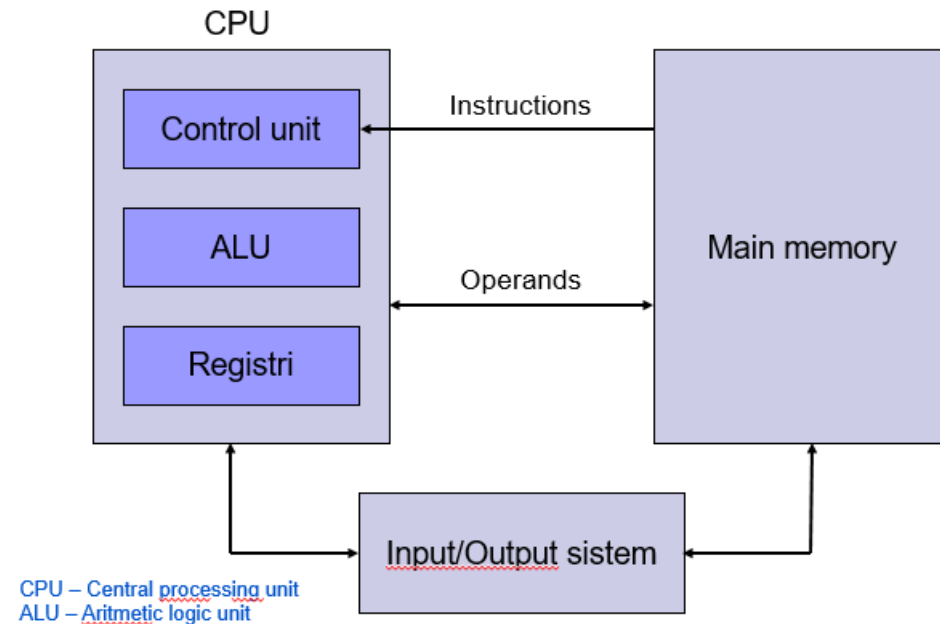 CPU
Control unit
Instructions
ALU
Main memory
Operands
Registri
Input/Output sistem
CPU – Central processing unit
ALU – Aritmetic logic unit